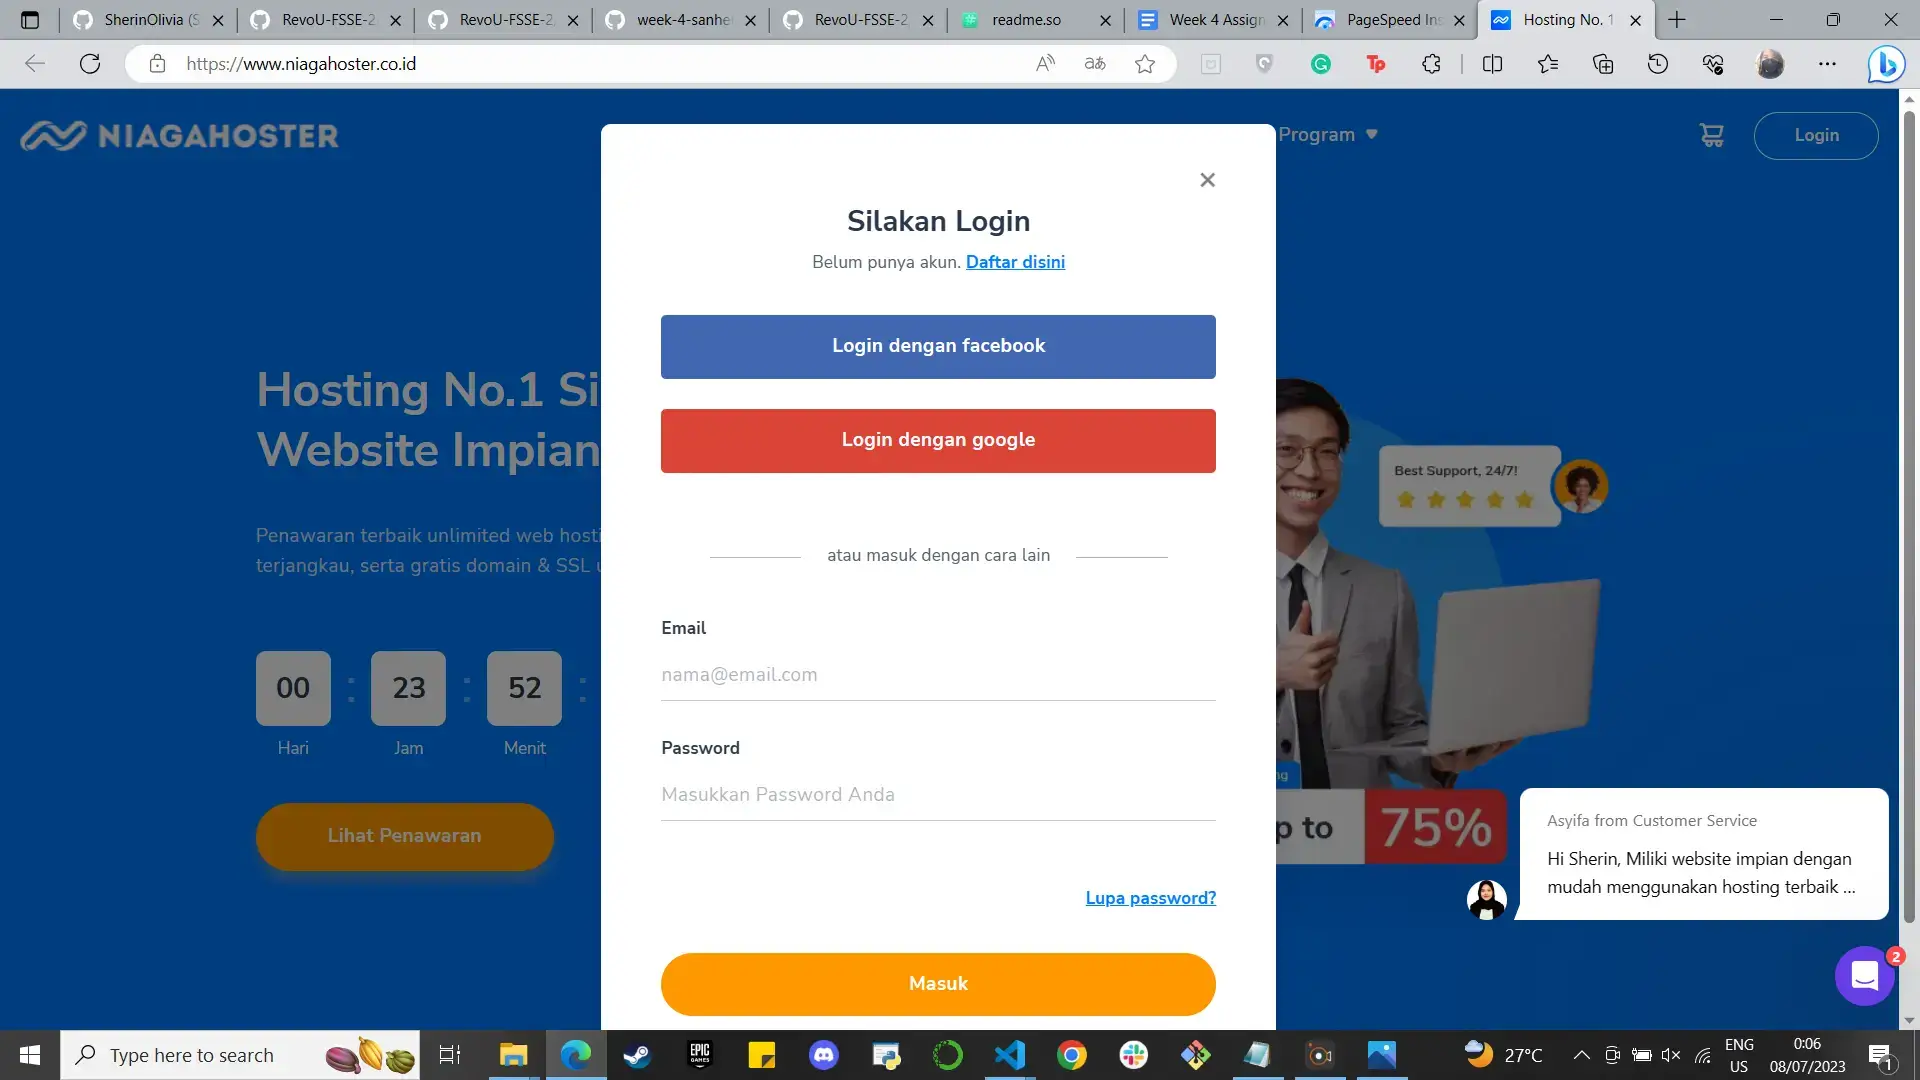 SherinOlivia (S
RevoU-FSSE-2
RevoU-FSSE-2
week-4-sanhe
RevoU-FSSE-2
readme.so
Week 4 Assign
PageSpeed Ins
Hosting No. 1
https://www.niagahoster.co.id
NIAGAHOSTER
Program
Login
Silakan Login
Belum punya akun. Daftar disini
Login dengan facebook
Login dengan google
atau masuk dengan cara lain
Email
nama@email.com
Password
Masukkan Password Anda
Lupa password?
Masuk
Hosting No.1 Si
Website Impian
Penawaran terbaik unlimited web hosti
terjangkau, serta gratis domain & SSL u
00 : 23 : 52 :
Hari Jam Menit
Lihat Penawaran
Best Support, 24/7!
ng
p to 75%
Asyifa from Customer Service
Hi Sherin, Miliki website impian dengan
mudah menggunakan hosting terbaik ...
2
Type here to search
EPIC
GAMES
27°C
ENG
US
0:06
08/07/2023
1